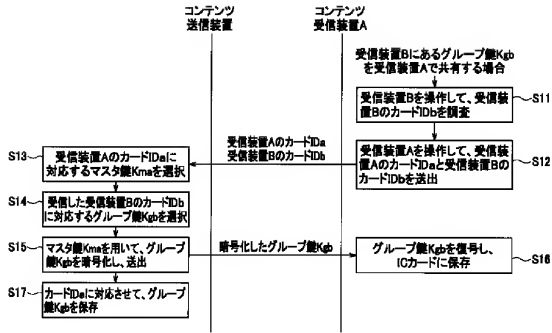 コンテンツ
送信装置
コンテンツ
受信装置A
受信装置Bにあるグループ鍵Kgb
を受信装置Aで共有する場合
受信装置Bを操作して、受信装
置BのカードIDbを調査
S11
受信装置AのカードIDa
受信装置BのカードIDb
受信装置Aを操作して、受信装
置AのカードIDaと受信装置Bの
カードIDbを送出
S12
S13
受信装置AのカードIDaに
対応するマスタ鍵Kmaを選択
S14
受信した受信装置BのカードIDb
に対応するグループ鍵Kgbを選択
S15
マスタ鍵Kmaを用いて、グループ
鍵Kgbを暗号化し、送出
暗号化したグループ鍵Kgb
グループ鍵Kgbを復号し、
ICカードに保存
S16
S17
カードIDaに対応させて、グルー
プ鍵Kgbを保存